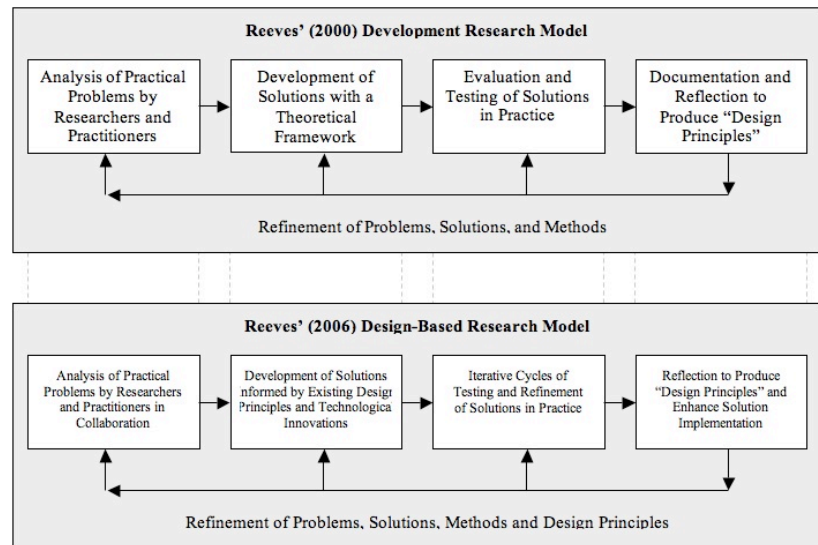 Reeves' (2000) Development Research Model
Analysis of Practical
Problems by
Researchers and
Practitioners
Development of
Solutions with a
Theoretical
Framework
Evaluation and
Testing of Solutions
in Practice
Documentation and
Reflection to
Produce “Design
Principles”
Refinement of Problems, Solutions, and Methods
Reeves' (2006) Design-Based Research Model
Analysis of Practical
Problems by Researchers
and Practitioners in
Collaboration
Development of Solutions
nformed by Existing Design
Principles and Technologica
Innovations
Iterative Cycles of
Testing and Refinement
of Solutions in Practice
Reflection to Produce
“Design Principles” and
Enhance Solution
Implementation
Refinement of Problems, Solutions, Methods and Design Principles